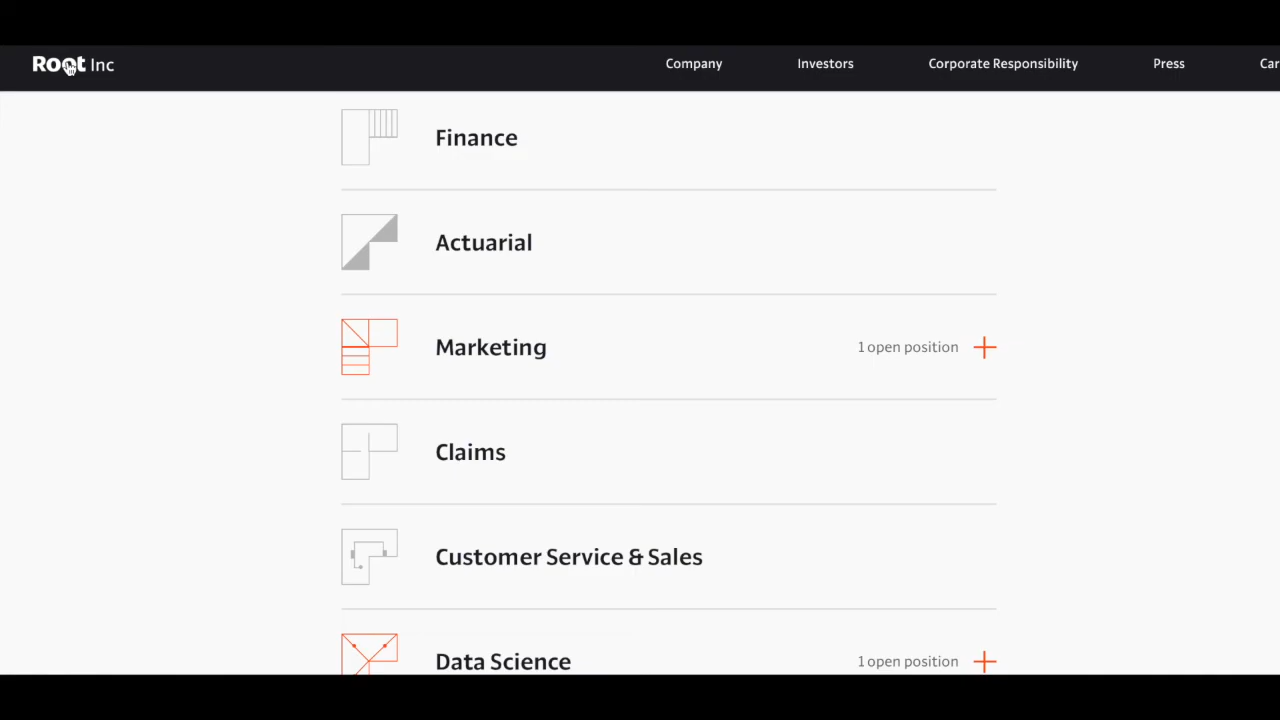 Root Inc
Company Investors Corporate Responsibility Press Car
Finance
Actuarial
Marketing 1 open position
Claims
Customer Service & Sales
Data Science 1 open position